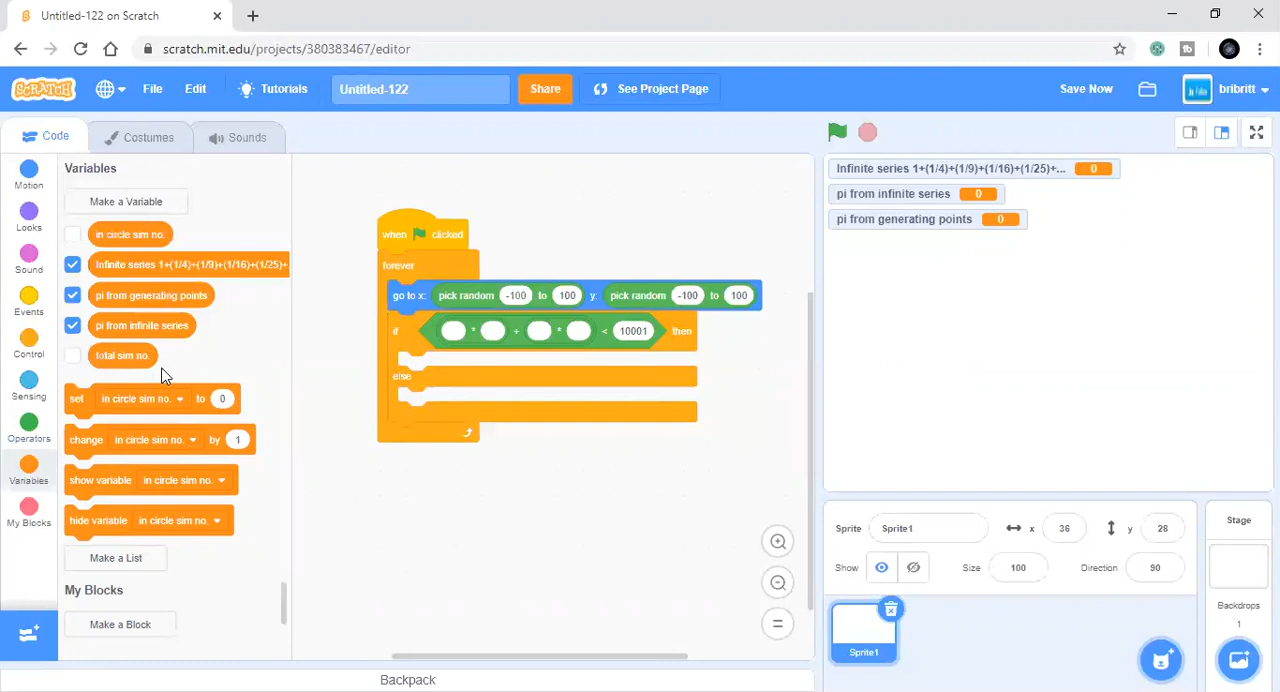 Untitled-122 on Scratch
scratch.mit.edu/projects/380383467/editor
SCRATCH
File
Edit
Tutorials
Untitled-122
Share
See Project Page
Save Now
bribritt
Code
Costumes
Sounds
Motion
Looks
Sound
Events
Control
Sensing
Operators
Variables
My Blocks
Variables
Make a Variable
in circle sim no.
Infinite series 1+(1/4)+(1/9)+(1/16)+(1/25)+.
pi from generating points
pi from infinite series
total sim no.
set in circle sim no. to 0
change in circle sim no. by 1
show variable in circle sim no.
hide variable in circle sim no.
Make a List
My Blocks
Make a Block
when clicked
forever
go to x: pick random -100 to 100 y: pick random -100 to 100
if * + * < 10001 then
else
Infinite series 1+(1/4)+(1/9)+(1/16)+(1/25)+... 0
pi from infinite series 0
pi from generating points 0
Sprite Sprite1 x 36 y 28
Show Size 100 Direction 90
Sprite1
Stage
Backdrops
1
Backpack